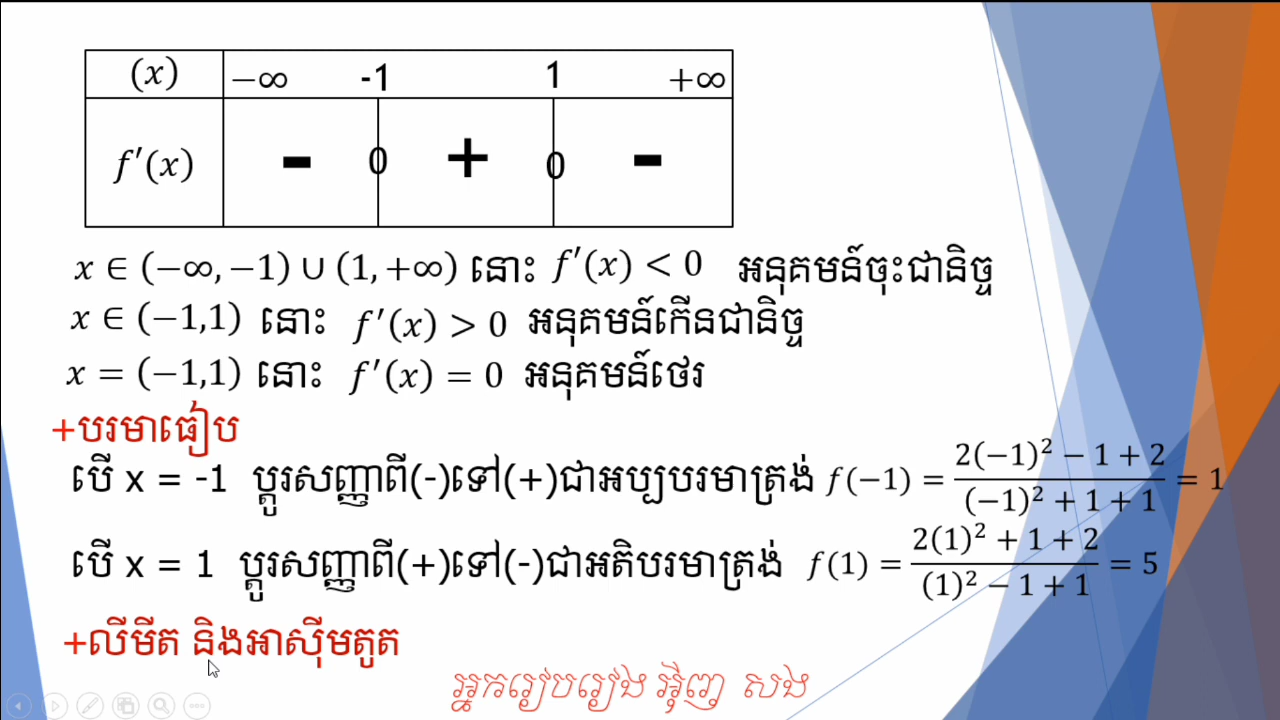 (x) −∞ -1 1 +∞
f′(x) - 0 + 0 -
x ∈ (−∞, −1) ∪ (1, +∞) នោះ f′(x) < 0 អនុគមន៍ចុះជានិច្ច
x ∈ (−1,1) នោះ f′(x) > 0 អនុគមន៍កើនជានិច្ច
x = (−1,1) នោះ f′(x) = 0 អនុគមន៍ថេរ
+បរមាធៀប
បើ x = -1 ប្ដូរសញ្ញាពី(-)ទៅ(+)ជាអប្បបរមាត្រង់ f(−1) = \frac{2(−1)² − 1 + 2}{(−1)² + 1 + 1} = 1
បើ x = 1 ប្ដូរសញ្ញាពី(+)ទៅ(-)ជាអតិបរមាត្រង់ f(1) = \frac{2(1)² + 1 + 2}{(1)² − 1 + 1} = 5
+លីមីត និងអាស៊ីមតូត
អ្នករៀបរៀង អ៊ិញ សង